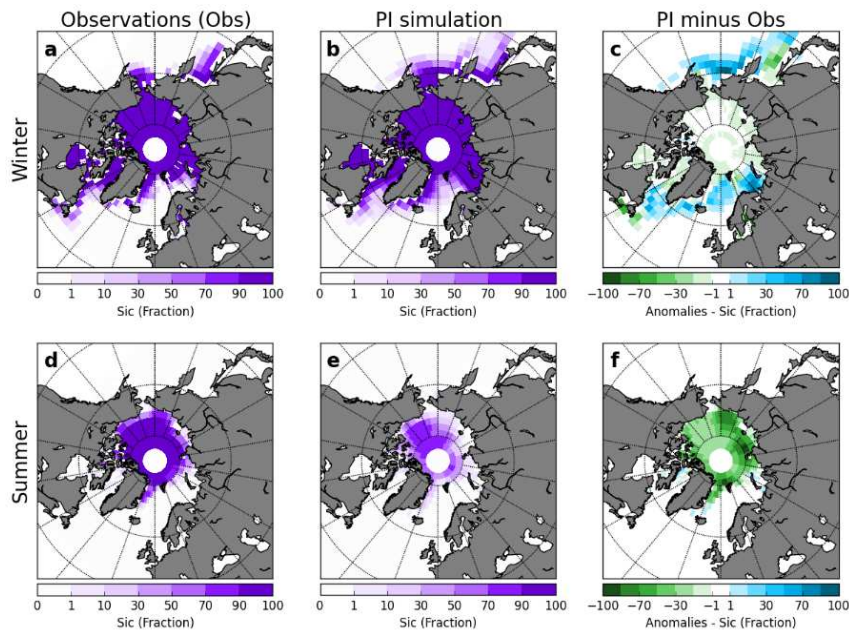 Observations (Obs)
PI simulation
PI minus Obs
Winter
a
b
c
0 1 10 30 50 70 90 100
Sic (Fraction)
0 1 10 30 50 70 90 100
Sic (Fraction)
−100 −70 −30 −1 1 30 70 100
Anomalies - Sic (Fraction)
Summer
d
e
f
0 1 10 30 50 70 90 100
Sic (Fraction)
0 1 10 30 50 70 90 100
Sic (Fraction)
−100 −70 −30 −1 1 30 70 100
Anomalies - Sic (Fraction)